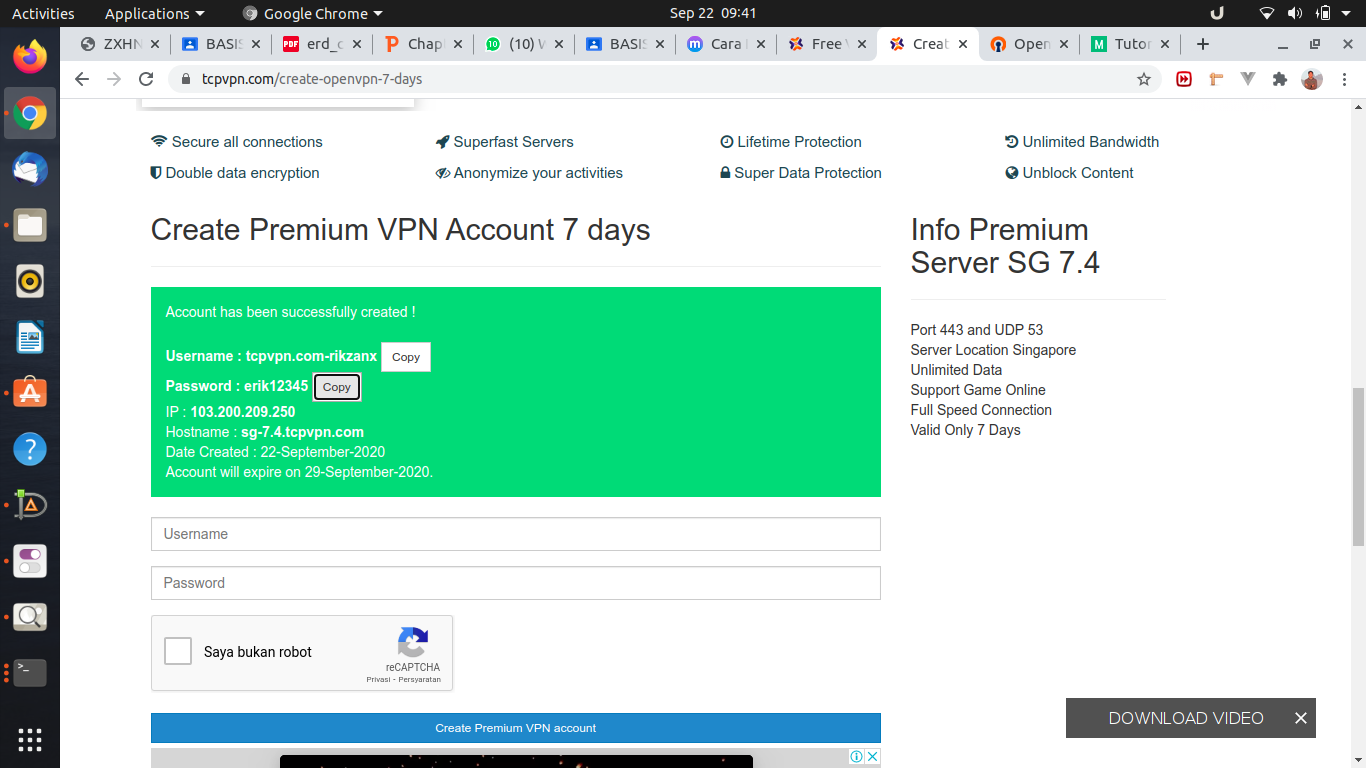 Activities Applications Google Chrome Sep 22 09:41
ZXHN BASIS erd_c Chap (10) W BASIS Cara Free Creat Open Tutor
tcpvpn.com/create-openvpn-7-days
Secure all connections Superfast Servers Lifetime Protection Unlimited Bandwidth
Double data encryption Anonymize your activities Super Data Protection Unblock Content
Create Premium VPN Account 7 days
Account has been successfully created !
Username : tcpvpn.com-rikzanx Copy
Password : erik12345 Copy
IP : 103.200.209.250
Hostname : sg-7.4.tcpvpn.com
Date Created : 22-September-2020
Account will expire on 29-September-2020.
Username
Password
Saya bukan robot
reCAPTCHA
Privasi - Persyaratan
Create Premium VPN account
Info Premium
Server SG 7.4
Port 443 and UDP 53
Server Location Singapore
Unlimited Data
Support Game Online
Full Speed Connection
Valid Only 7 Days
DOWNLOAD VIDEO